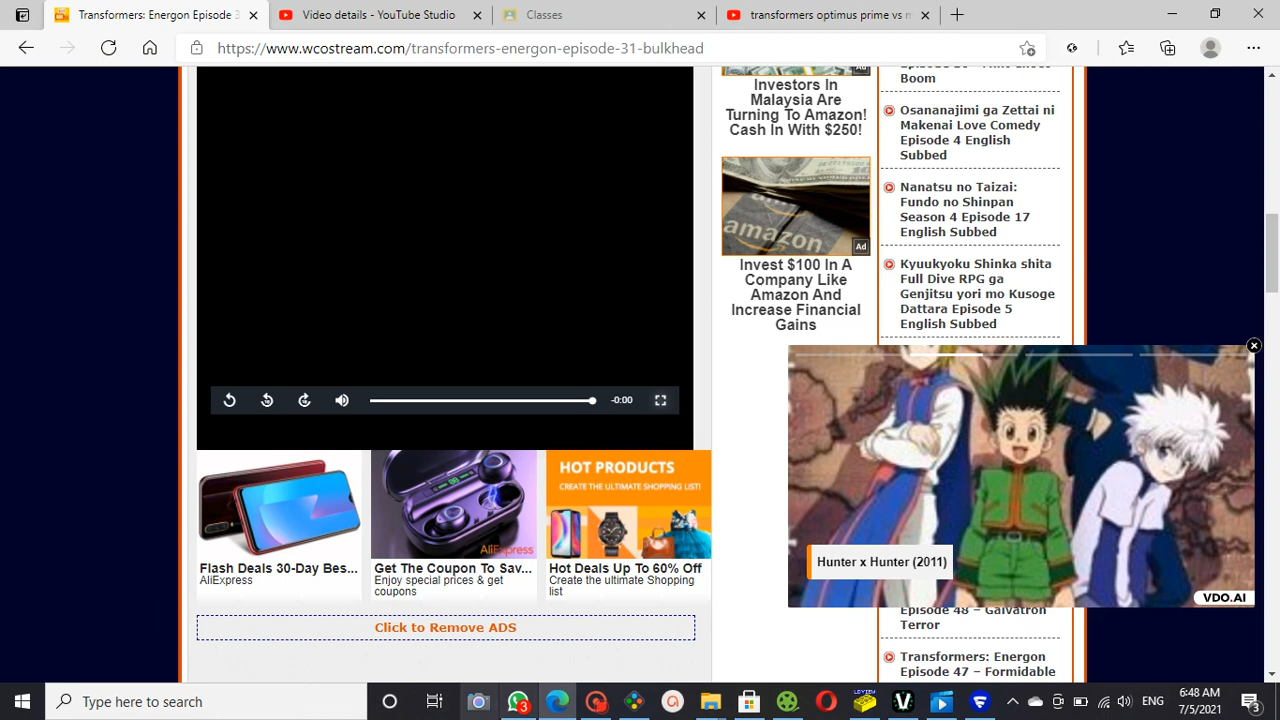 Transformers: Energon Episode 3
Video details - YouTube Studio
Classes
transformers optimus prime vs m
https://www.wcostream.com/transformers-energon-episode-31-bulkhead
Ad
Investors In
Malaysia Are
Turning To Amazon!
Cash In With $250!
amazon
amazon
Ad
Invest $100 In A
Company Like
Amazon And
Increase Financial
Gains
Boom
Osananajimi ga Zettai ni
Makenai Love Comedy
Episode 4 English
Subbed
Nanatsu no Taizai:
Fundo no Shinpan
Season 4 Episode 17
English Subbed
Kyuukyoku Shinka shita
Full Dive RPG ga
Genjitsu yori mo Kusoge
Dattara Episode 5
English Subbed
-0:00
HOT PRODUCTS
CREATE THE ULTIMATE SHOPPING LIST!
AliExpress
Flash Deals 30-Day Bes...
AliExpress
Get The Coupon To Sav...
Enjoy special prices & get
coupons
Hot Deals Up To 60% Off
Create the ultimate Shopping
list
Click to Remove ADS
Hunter x Hunter (2011)
VDO.AI
Episode 48 – Galvatron
Terror
Transformers: Energon
Episode 47 – Formidable
Type here to search
3
ENG
6:48 AM
7/5/2021
3